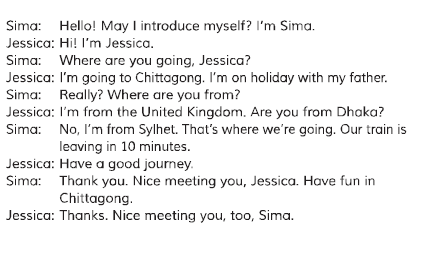 Sima: Hello! May I introduce myself? I'm Sima.
Jessica: Hi! I'm Jessica.
Sima: Where are you going, Jessica?
Jessica: I'm going to Chittagong. I'm on holiday with my father.
Sima: Really? Where are you from?
Jessica: I'm from the United Kingdom. Are you from Dhaka?
Sima: No, I'm from Sylhet. That's where we're going. Our train is
leaving in 10 minutes.
Jessica: Have a good journey.
Sima: Thank you. Nice meeting you, Jessica. Have fun in
Chittagong.
Jessica: Thanks. Nice meeting you, too, Sima.